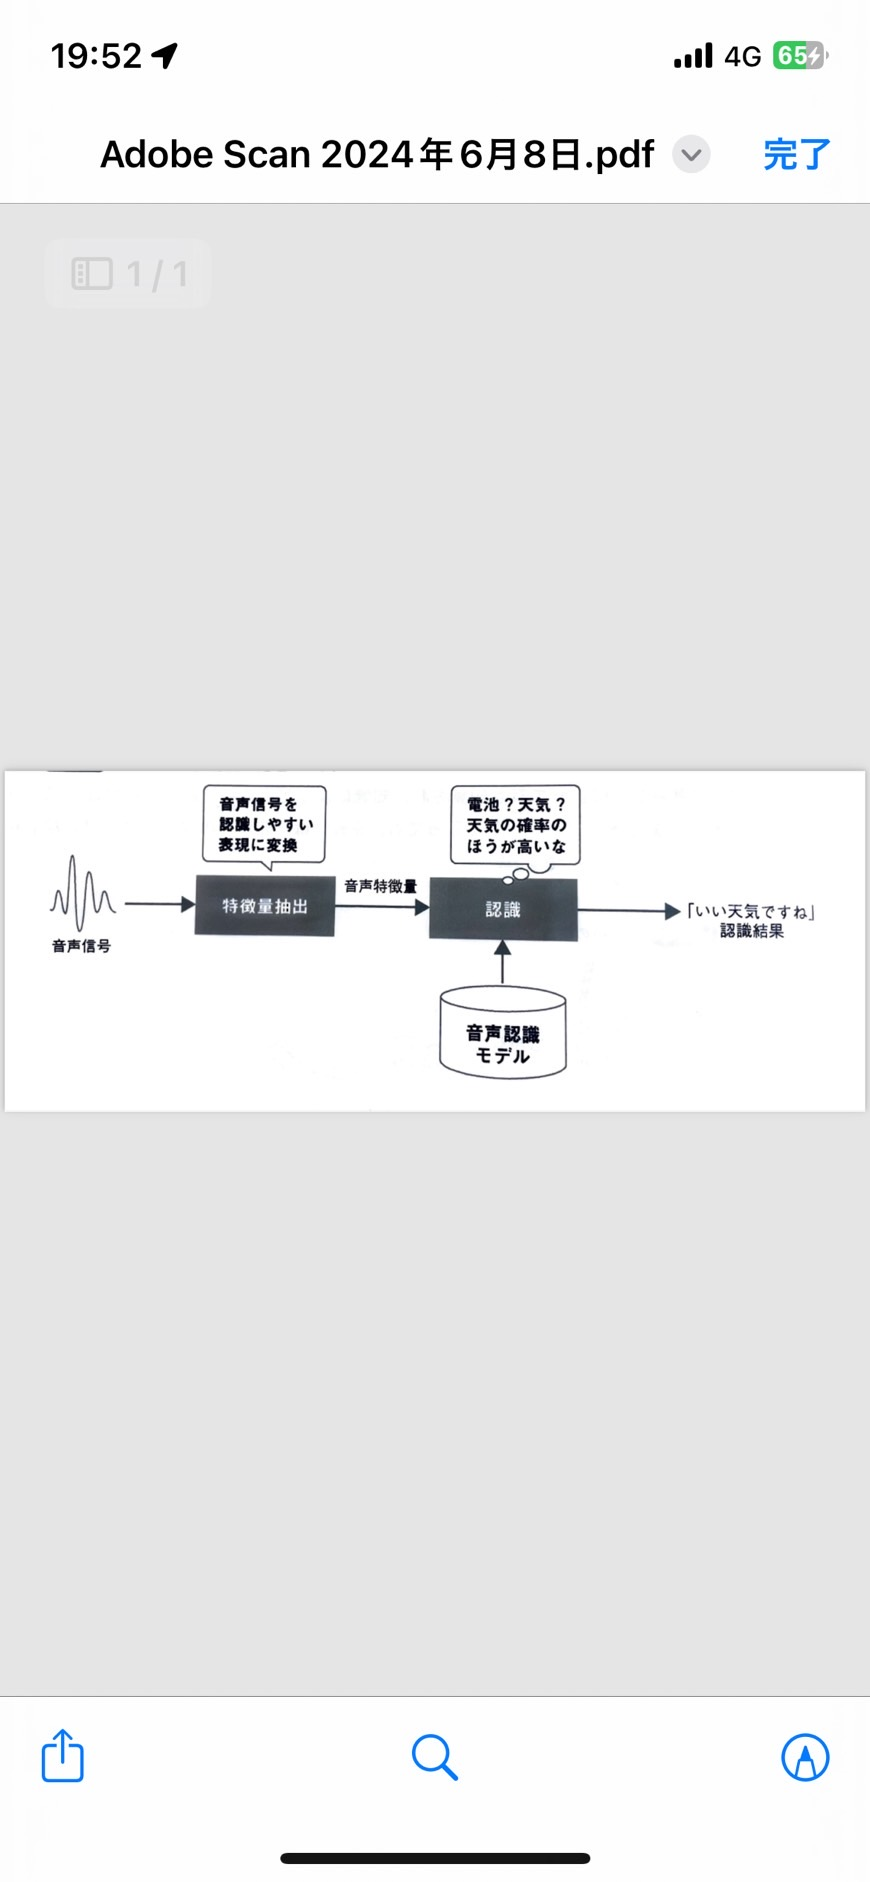 19:52
4G
65
Adobe Scan 2024年6月8日.pdf
完了
1 / 1
音声信号を
認識しやすい
表現に変換
電池？天気？
天気の確率の
ほうが高いな
音声信号
特徴量抽出
音声特徴量
認識
「いい天気ですね」
認識結果
音声認識
モデル